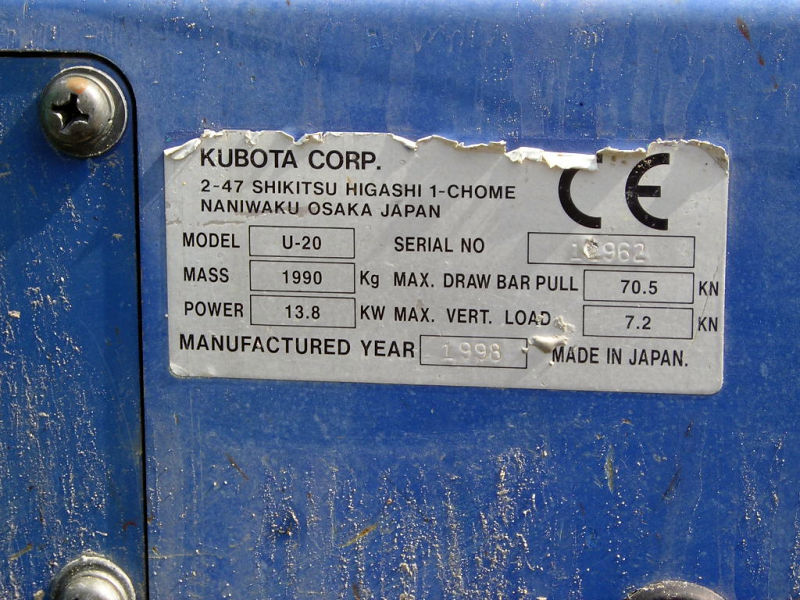 KUBOTA CORP.
2-47 SHIKITSU HIGASHI 1-CHOME
NANIWAKU OSAKA JAPAN
CE
MODEL U-20 SERIAL NO
MASS 1990 Kg MAX. DRAW BAR PULL 70.5 KN
POWER 13.8 KW MAX. VERT. LOAD 7.2 KN
MANUFACTURED YEAR 1998 MADE IN JAPAN.